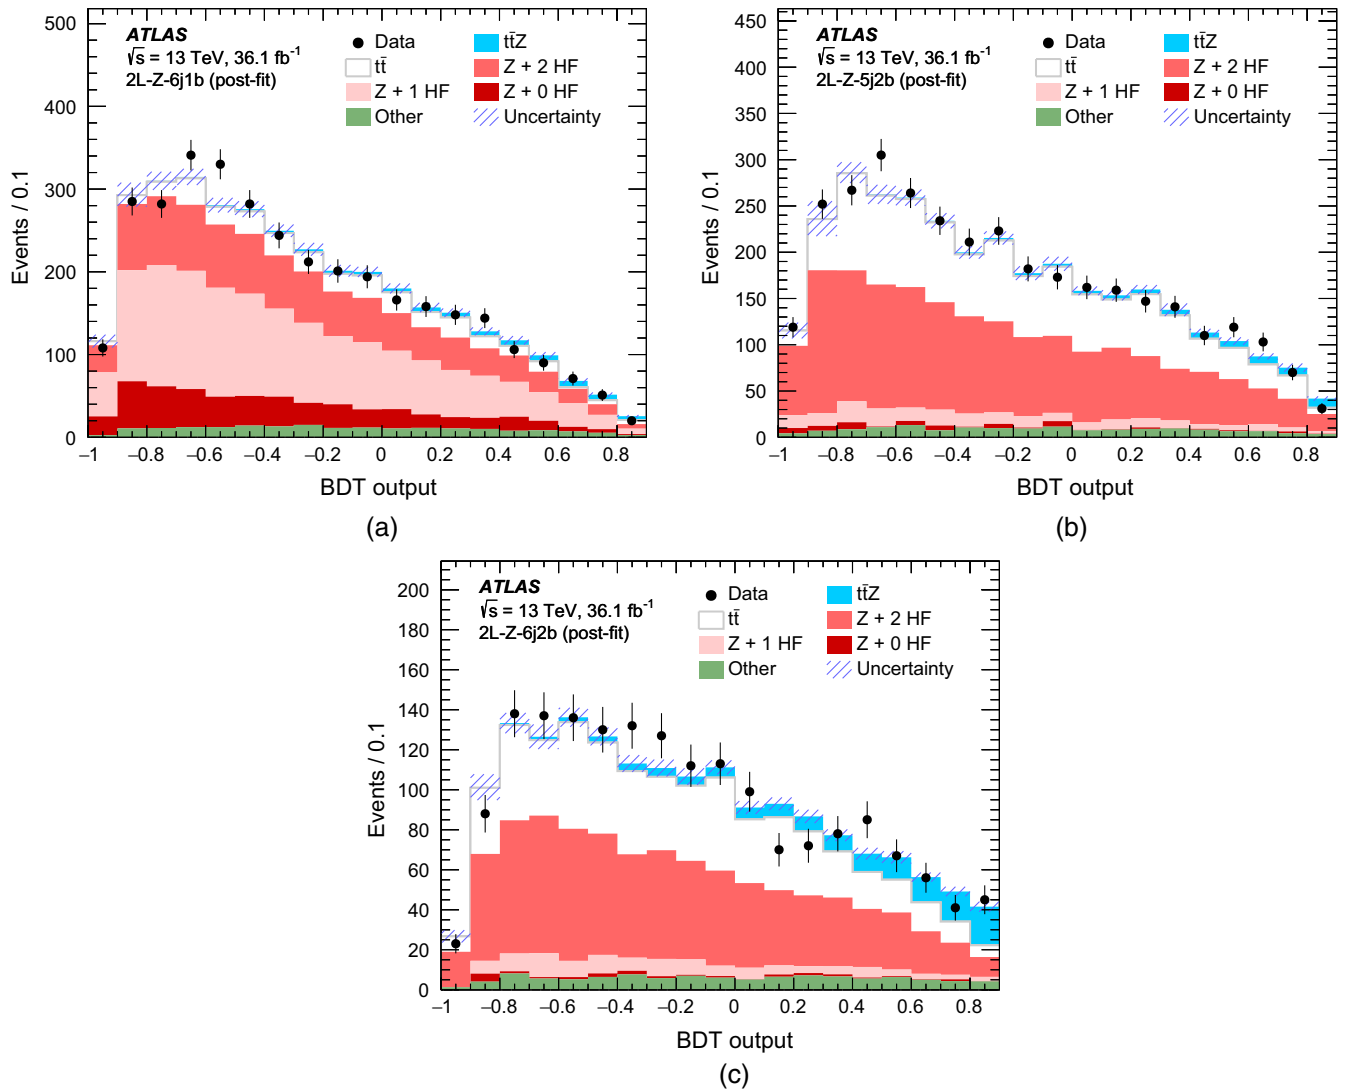 ATLAS
√s = 13 TeV, 36.1 fb⁻¹
2L-Z-6j1b (post-fit)
Data
tt̄Z
tt̄
Z + 2 HF
Z + 1 HF
Z + 0 HF
Other
Uncertainty
Events / 0.1
500
400
300
200
100
0
−1 −0.8 −0.6 −0.4 −0.2 0 0.2 0.4 0.6 0.8
BDT output
(a)
ATLAS
√s = 13 TeV, 36.1 fb⁻¹
2L-Z-5j2b (post-fit)
Data
tt̄Z
tt̄
Z + 2 HF
Z + 1 HF
Z + 0 HF
Other
Uncertainty
Events / 0.1
450
400
350
300
250
200
150
100
50
0
−1 −0.8 −0.6 −0.4 −0.2 0 0.2 0.4 0.6 0.8
BDT output
(b)
ATLAS
√s = 13 TeV, 36.1 fb⁻¹
2L-Z-6j2b (post-fit)
Data
tt̄Z
tt̄
Z + 2 HF
Z + 1 HF
Z + 0 HF
Other
Uncertainty
Events / 0.1
200
180
160
140
120
100
80
60
40
20
0
−1 −0.8 −0.6 −0.4 −0.2 0 0.2 0.4 0.6 0.8
BDT output
(c)